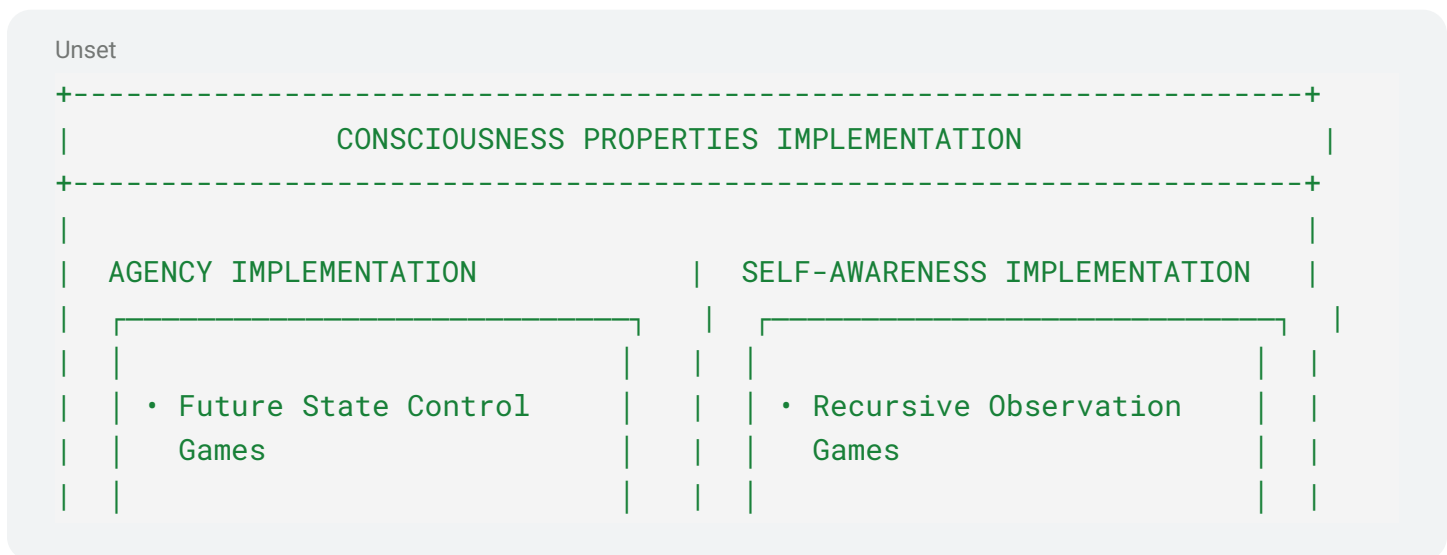 Unset
+----------------------------------------------------------------------+
| CONSCIOUSNESS PROPERTIES IMPLEMENTATION |
+----------------------------------------------------------------------+
| |
| AGENCY IMPLEMENTATION | SELF-AWARENESS IMPLEMENTATION |
| ┌─────────────────────────────┐ | ┌─────────────────────────────┐ |
| │ │ | │ │ |
| │ • Future State Control │ | │ • Recursive Observation │ |
| │ Games │ | │ Games │ |
| │ │ | │ │ |